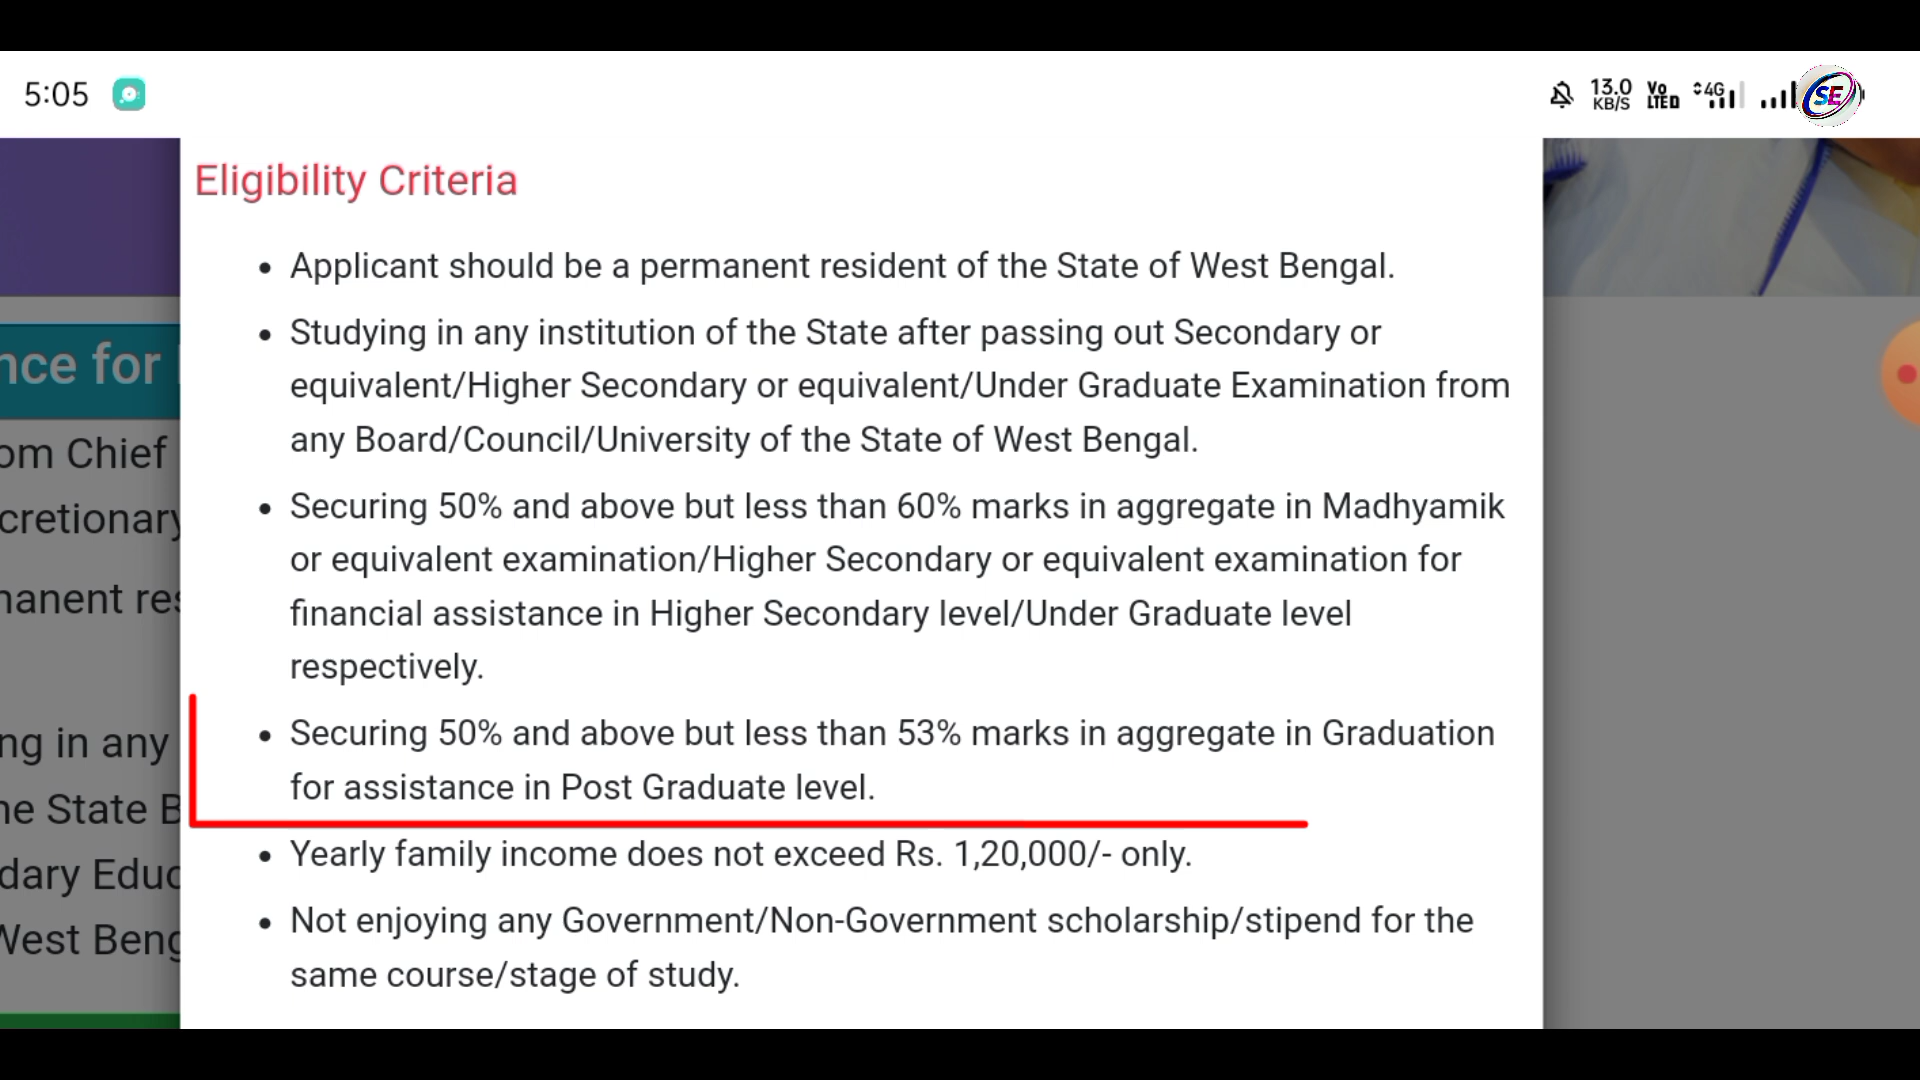 5:05
13.0
KB/S
Vo
LTE
4G
SE
Eligibility Criteria
Applicant should be a permanent resident of the State of West Bengal.
Studying in any institution of the State after passing out Secondary or
equivalent/Higher Secondary or equivalent/Under Graduate Examination from
any Board/Council/University of the State of West Bengal.
Securing 50% and above but less than 60% marks in aggregate in Madhyamik
or equivalent examination/Higher Secondary or equivalent examination for
financial assistance in Higher Secondary level/Under Graduate level
respectively.
Securing 50% and above but less than 53% marks in aggregate in Graduation
for assistance in Post Graduate level.
Yearly family income does not exceed Rs. 1,20,000/- only.
Not enjoying any Government/Non-Government scholarship/stipend for the
same course/stage of study.
nce for
om Chief
cretionary
nanent res
ng in any
he State B
dary Educ
West Beng